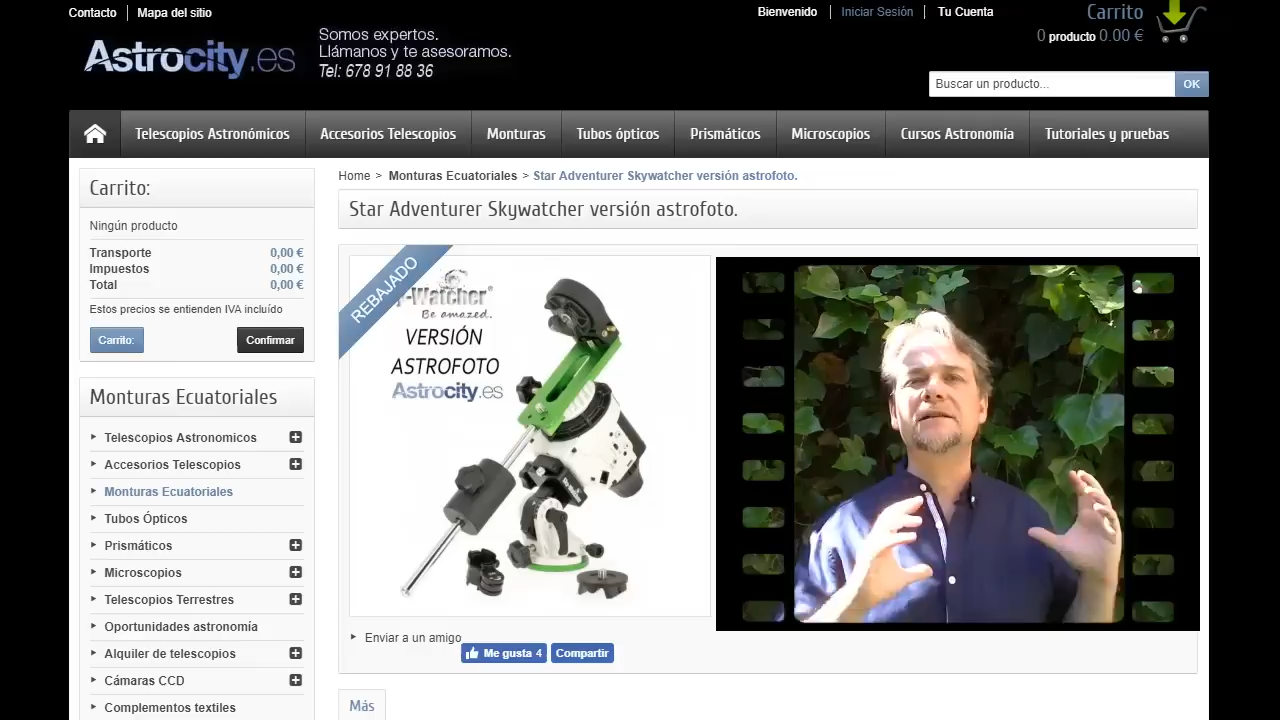 Contacto
Mapa del sitio
Bienvenido
Iniciar Sesión
Tu Cuenta
Carrito
0 producto 0.00 €
Astrocity.es
Somos expertos.
Llámanos y te asesoramos.
Tel: 678 91 88 36
Buscar un producto...
OK
Telescopios Astronómicos
Accesorios Telescopios
Monturas
Tubos ópticos
Prismáticos
Microscopios
Cursos Astronomía
Tutoriales y pruebas
Carrito:
Ningún producto
Transporte 0,00 €
Impuestos 0,00 €
Total 0,00 €
Estos precios se entienden IVA incluído
Carrito:
Confirmar
Monturas Ecuatoriales
Telescopios Astronomicos
Accesorios Telescopios
Monturas Ecuatoriales
Tubos Ópticos
Prismáticos
Microscopios
Telescopios Terrestres
Oportunidades astronomía
Alquiler de telescopios
Cámaras CCD
Complementos textiles
Home > Monturas Ecuatoriales > Star Adventurer Skywatcher versión astrofoto.
Star Adventurer Skywatcher versión astrofoto.
REBAJADO
y-Watcher
Be amazed.
VERSIÓN
ASTROFOTO
Astrocity.es
Sky-Watcher
Enviar a un amigo
Me gusta 4
Compartir
Más